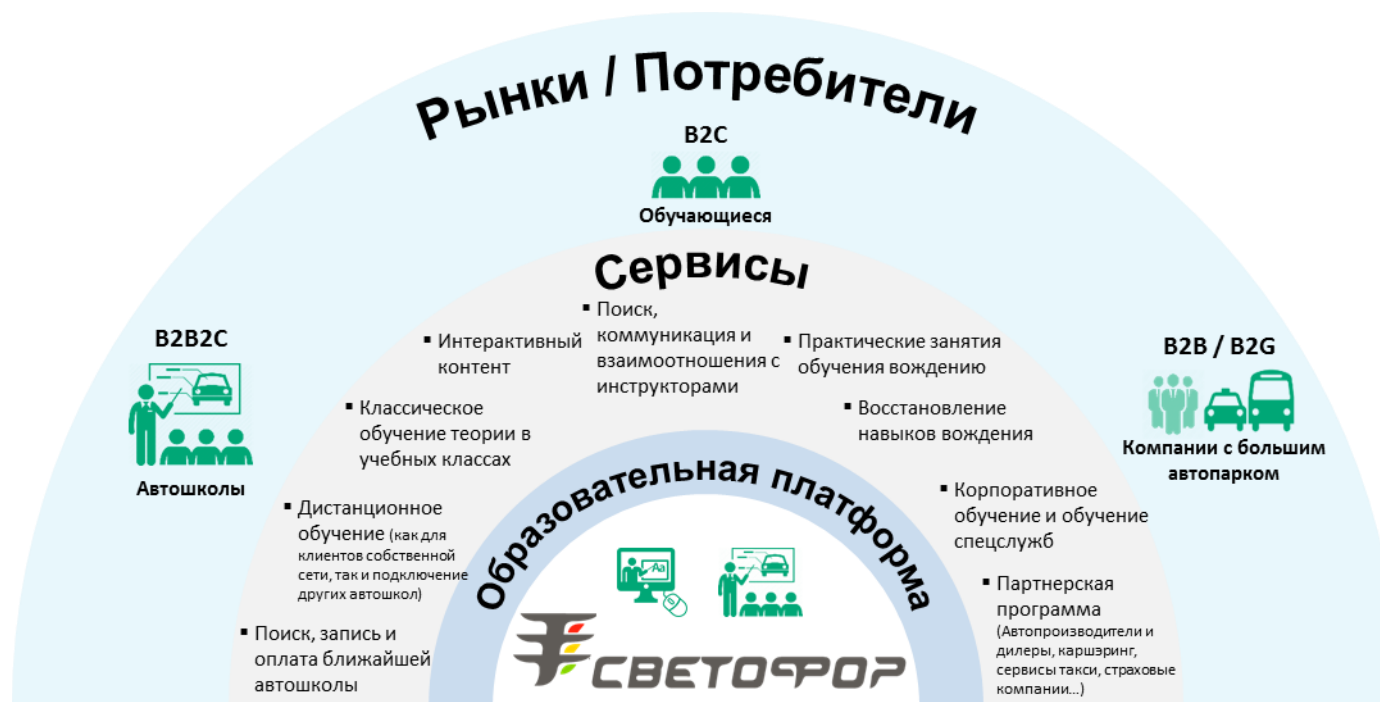 Рынки / Потребители
B2C
Обучающиеся
Сервисы
B2B2C
Автошколы
B2B / B2G
Компании с большим
автопарком
▪ Поиск, запись и
оплата ближайшей
автошколы
▪ Дистанционное
обучение (как для
клиентов собственной
сети, так и подключение
других автошкол)
▪ Классическое
обучение теории в
учебных классах
▪ Интерактивный
контент
▪ Поиск,
коммуникация и
взаимоотношения с
инструкторами
▪ Практические занятия
обучения вождению
▪ Восстановление
навыков вождения
▪ Корпоративное
обучение и обучение
спецслужб
▪ Партнерская
программа
(Автопроизводители и
дилеры, каршэринг,
сервисы такси, страховые
компании...)
Образовательная платформа
Aa
СВЕТОФОР